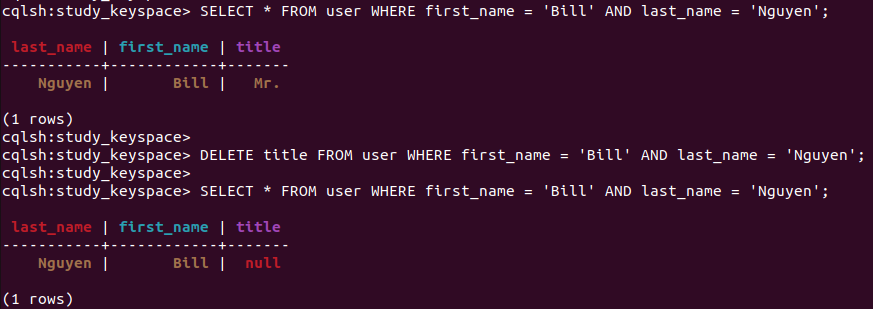 cqlsh:study_keyspace> SELECT * FROM user WHERE first_name = 'Bill' AND last_name = 'Nguyen';
 last_name | first_name | title
-----------+------------+-------
    Nguyen |       Bill |   Mr.
(1 rows)
cqlsh:study_keyspace>
cqlsh:study_keyspace> DELETE title FROM user WHERE first_name = 'Bill' AND last_name = 'Nguyen';
cqlsh:study_keyspace>
cqlsh:study_keyspace> SELECT * FROM user WHERE first_name = 'Bill' AND last_name = 'Nguyen';
 last_name | first_name | title
-----------+------------+-------
    Nguyen |       Bill |  null
(1 rows)